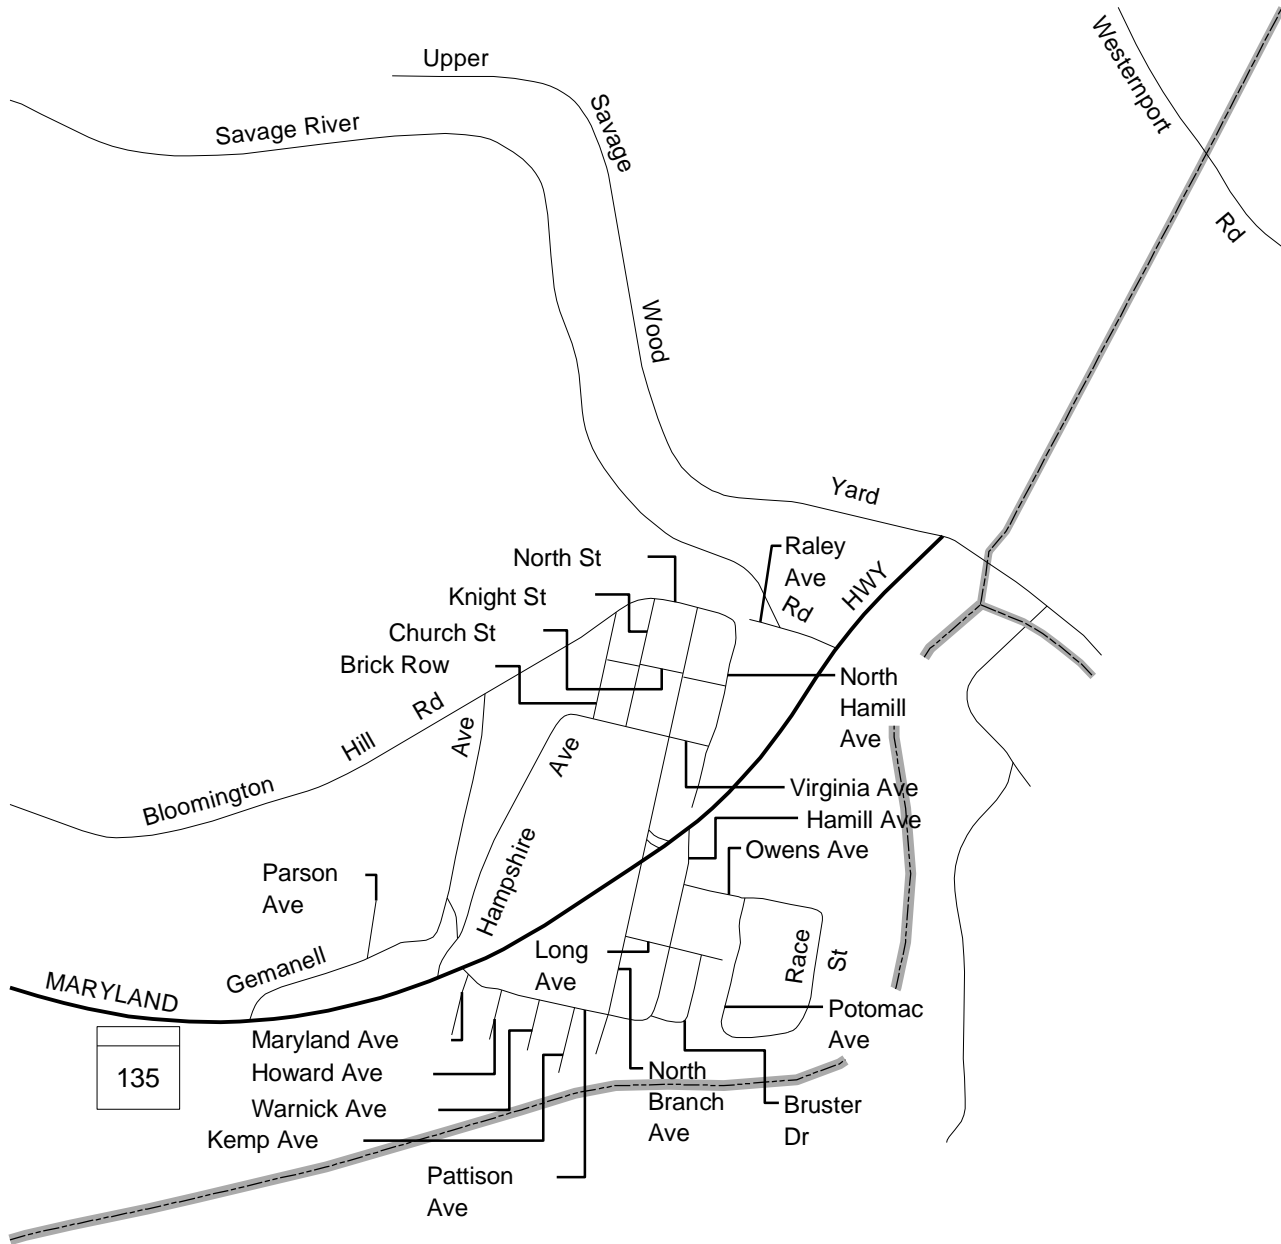 Upper
Savage
Wood
Yard
Westernport
Rd
Savage River
Rd
Raley
Ave
HWY
North St
Knight St
Church St
Brick Row
North
Hamill
Ave
Virginia Ave
Hamill Ave
Owens Ave
Bloomington
Hill
Rd
Ave
Ave
Hampshire
Parson
Ave
Gemanell
MARYLAND
135
Long
Ave
Race
St
Potomac
Ave
Maryland Ave
Howard Ave
Warnick Ave
Kemp Ave
Pattison
Ave
North
Branch
Ave
Bruster
Dr